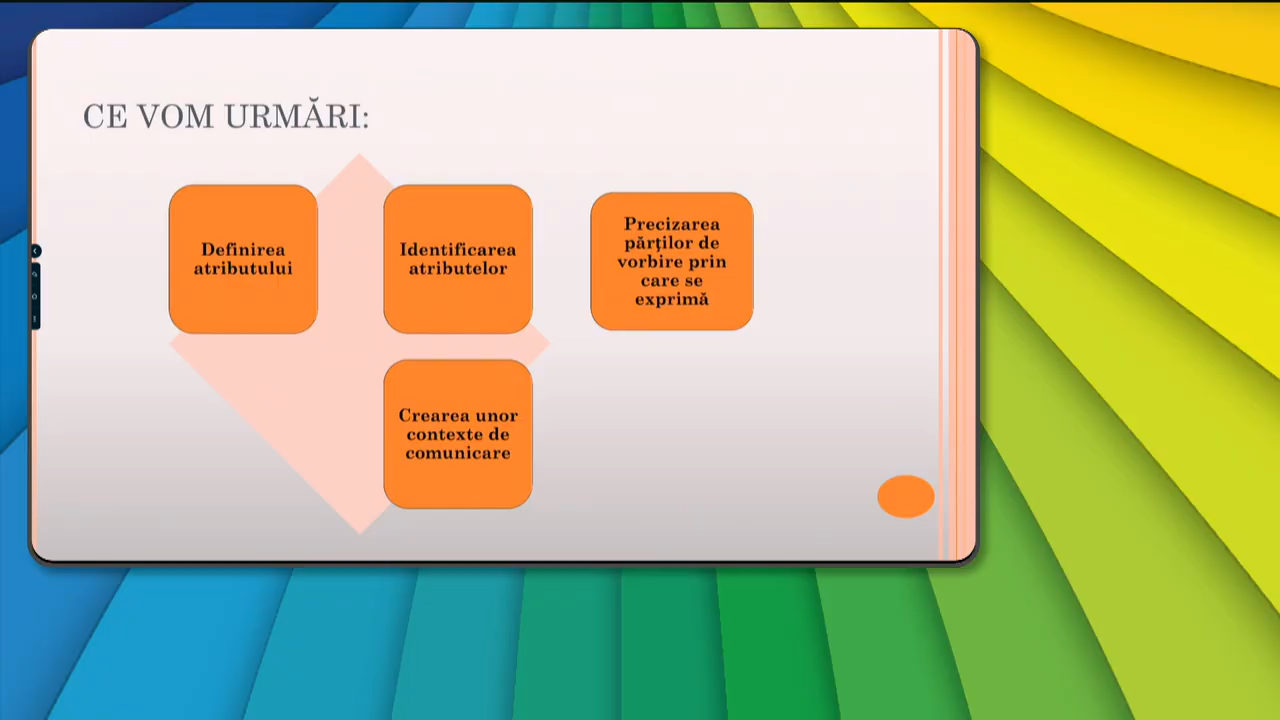 CE VOM URMĂRI:
Definirea
atributului
Identificarea
atributelor
Precizarea
părţilor de
vorbire prin
care se
exprimă
Crearea unor
contexte de
comunicare